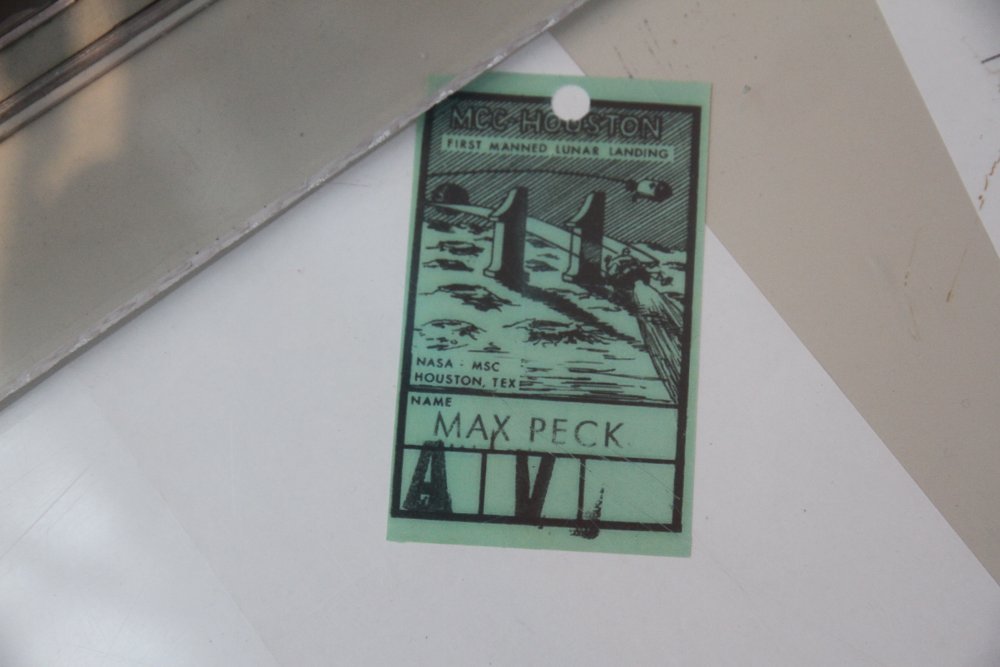 MCC-HOUSTON
FIRST MANNED LUNAR LANDING
11
NASA - MSC
HOUSTON, TEX
NAME
MAX PECK
A V